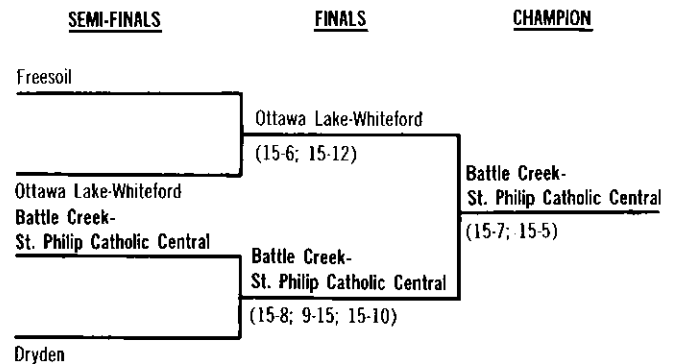 SEMI-FINALS
FINALS
CHAMPION
Freesoil
Ottawa Lake-Whiteford
(15-6; 15-12)
Ottawa Lake-Whiteford
Battle Creek-
St. Philip Catholic Central
Battle Creek-
St. Philip Catholic Central
(15-7; 15-5)
Battle Creek-
St. Philip Catholic Central
(15-8; 9-15; 15-10)
Dryden